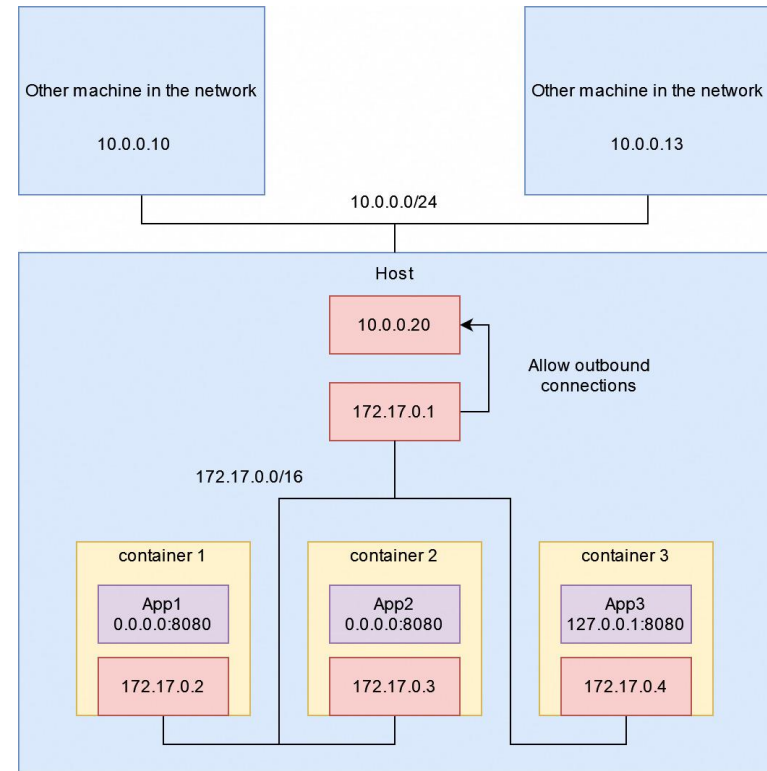 Other machine in the network
10.0.0.10
Other machine in the network
10.0.0.13
10.0.0.0/24
Host
10.0.0.20
Allow outbound
connections
172.17.0.1
172.17.0.0/16
container 1
App1
0.0.0.0:8080
172.17.0.2
container 2
App2
0.0.0.0:8080
172.17.0.3
container 3
App3
127.0.0.1:8080
172.17.0.4